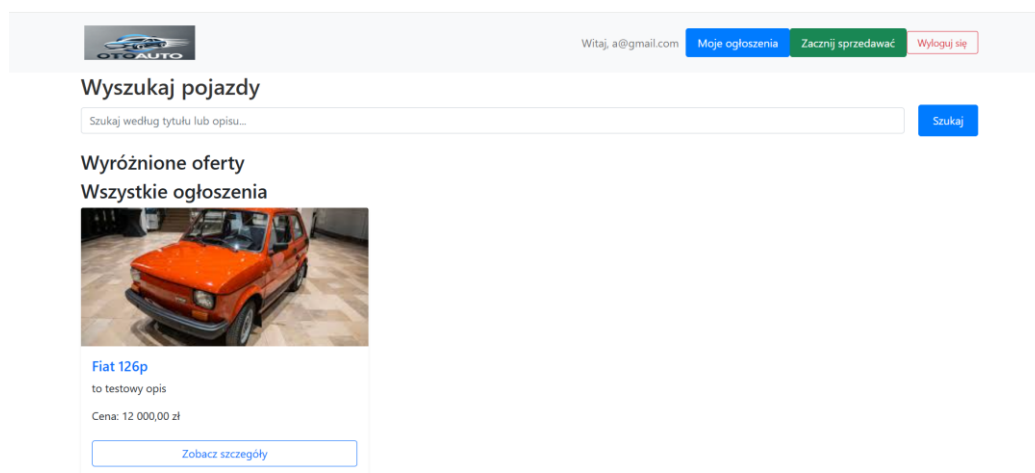 OTOAUTO
Witaj, a@gmail.com Moje ogłoszenia Zacznij sprzedawać Wyloguj się
Wyszukaj pojazdy
Szukaj według tytułu lub opisu... Szukaj
Wyróżnione oferty
Wszystkie ogłoszenia
Fiat 126p
to testowy opis
Cena: 12 000,00 zł
Zobacz szczegóły